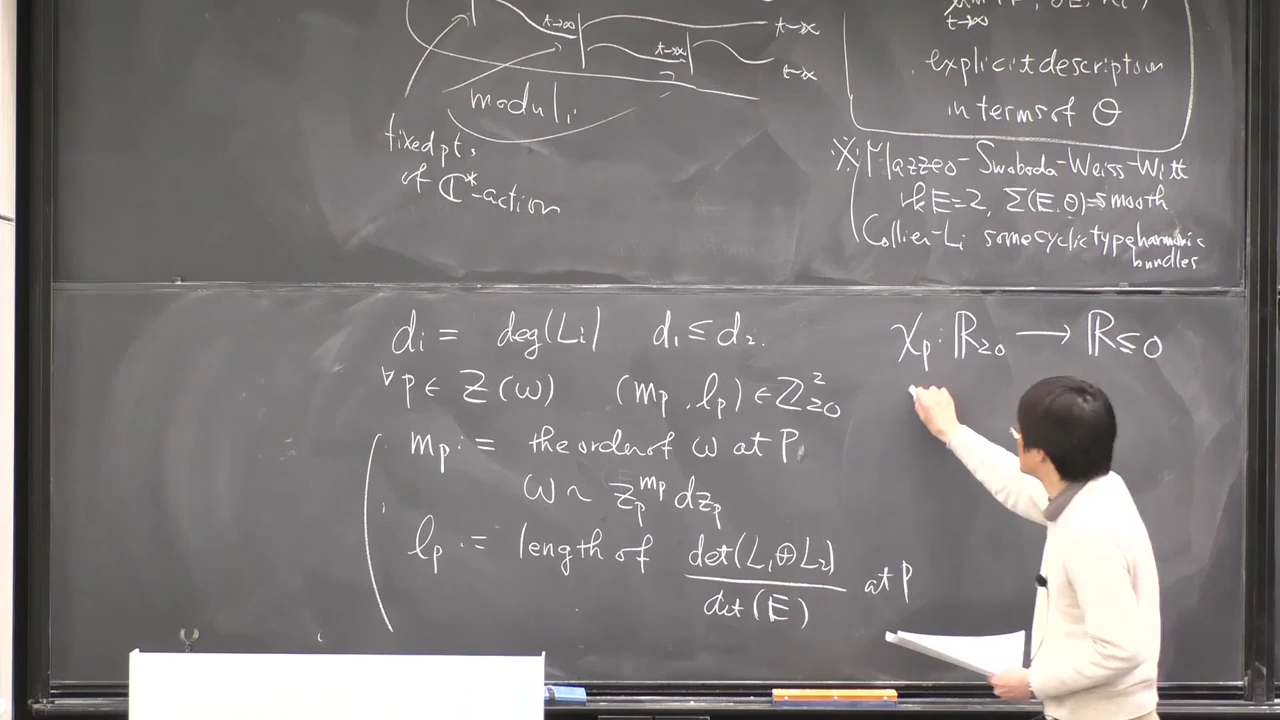 t→∞
t→∞
t→∞
t→∞
moduli
fixed pts
of ℂ*-action
t→∞
explicit description
in terms of θ
※ Mazzeo-Swoboda-Weiss-Witt
rk E=2, Σ(E,θ)=smooth
Collier-Li some cyclic type harmonic
bundles
di = deg(Li) d1 ≤ d2.
∀p ∈ Z(ω) (mp, lp) ∈ ℤ²≥0
mp := the order of ω at P.
ω ~ zp^mp dzp
lp := length of det(L1⊕L2) / det(E) at P
χp : ℝ≥0 → ℝ≤0